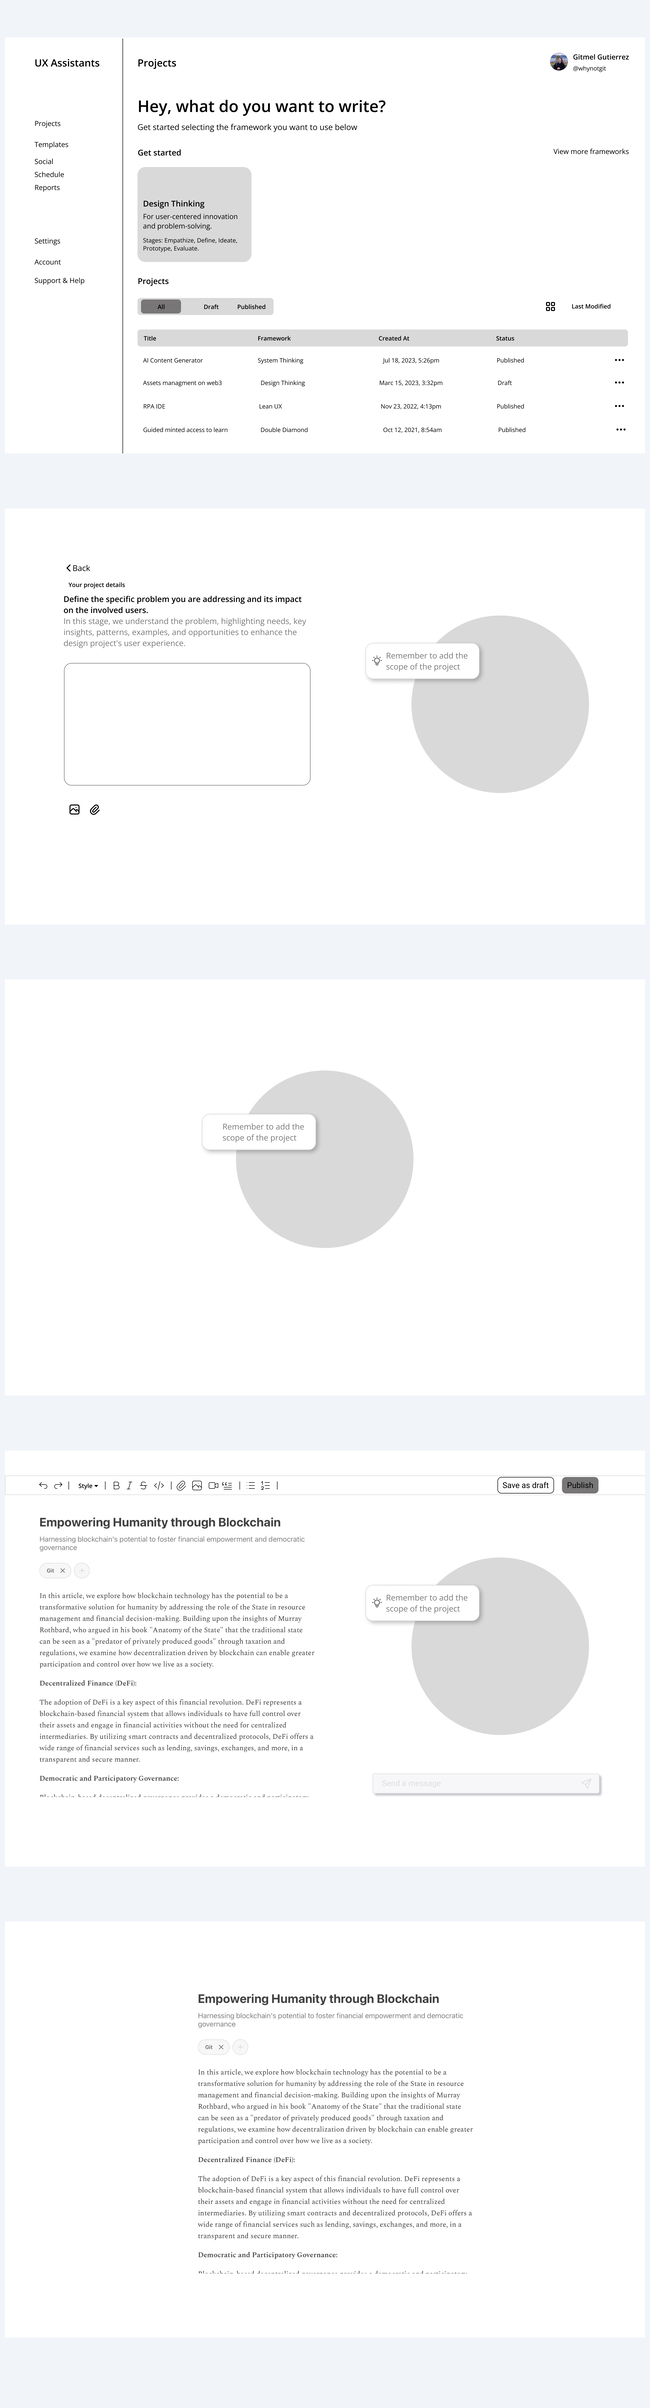 UX Assistants
Projects
Gitmel Gutierrez
@whynotgit
Projects
Templates
Social
Schedule
Reports
Settings
Account
Support & Help
Hey, what do you want to write?
Get started selecting the framework you want to use below
Get started
View more frameworks
Design Thinking
For user-centered innovation
and problem-solving.
Stages: Empathize, Define, Ideate,
Prototype, Evaluate.
Projects
All Draft Published
Last Modified
Title Framework Created At Status
AI Content Generator System Thinking Jul 18, 2023, 5:26pm Published
Assets managment on web3 Design Thinking Marc 15, 2023, 3:32pm Draft
RPA IDE Lean UX Nov 23, 2022, 4:13pm Published
Guided minted access to learn Double Diamond Oct 12, 2021, 8:54am Published
Back
Your project details
Define the specific problem you are addressing and its impact
on the involved users.
In this stage, we understand the problem, highlighting needs, key
insights, patterns, examples, and opportunities to enhance the
design project's user experience.
Remember to add the
scope of the project
Remember to add the
scope of the project
Style
Save as draft
Publish
Empowering Humanity through Blockchain
Harnessing blockchain's potential to foster financial empowerment and democratic
governance
Git
In this article, we explore how blockchain technology has the potential to be a
transformative solution for humanity by addressing the role of the State in resource
management and financial decision-making. Building upon the insights of Murray
Rothbard, who argued in his book "Anatomy of the State" that the traditional state
can be seen as a "predator of privately produced goods" through taxation and
regulations, we examine how decentralization driven by blockchain can enable greater
participation and control over how we live as a society.
Decentralized Finance (DeFi):
The adoption of DeFi is a key aspect of this financial revolution. DeFi represents a
blockchain-based financial system that allows individuals to have full control over
their assets and engage in financial activities without the need for centralized
intermediaries. By utilizing smart contracts and decentralized protocols, DeFi offers a
wide range of financial services such as lending, savings, exchanges, and more, in a
transparent and secure manner.
Democratic and Participatory Governance:
Blockchain-based decentralized governance provides a democratic and participatory
Remember to add the
scope of the project
Send a message
Empowering Humanity through Blockchain
Harnessing blockchain's potential to foster financial empowerment and democratic
governance
Git
In this article, we explore how blockchain technology has the potential to be a
transformative solution for humanity by addressing the role of the State in resource
management and financial decision-making. Building upon the insights of Murray
Rothbard, who argued in his book "Anatomy of the State" that the traditional state
can be seen as a "predator of privately produced goods" through taxation and
regulations, we examine how decentralization driven by blockchain can enable greater
participation and control over how we live as a society.
Decentralized Finance (DeFi):
The adoption of DeFi is a key aspect of this financial revolution. DeFi represents a
blockchain-based financial system that allows individuals to have full control over
their assets and engage in financial activities without the need for centralized
intermediaries. By utilizing smart contracts and decentralized protocols, DeFi offers a
wide range of financial services such as lending, savings, exchanges, and more, in a
transparent and secure manner.
Democratic and Participatory Governance:
Blockchain-based decentralized governance provides a democratic and participatory